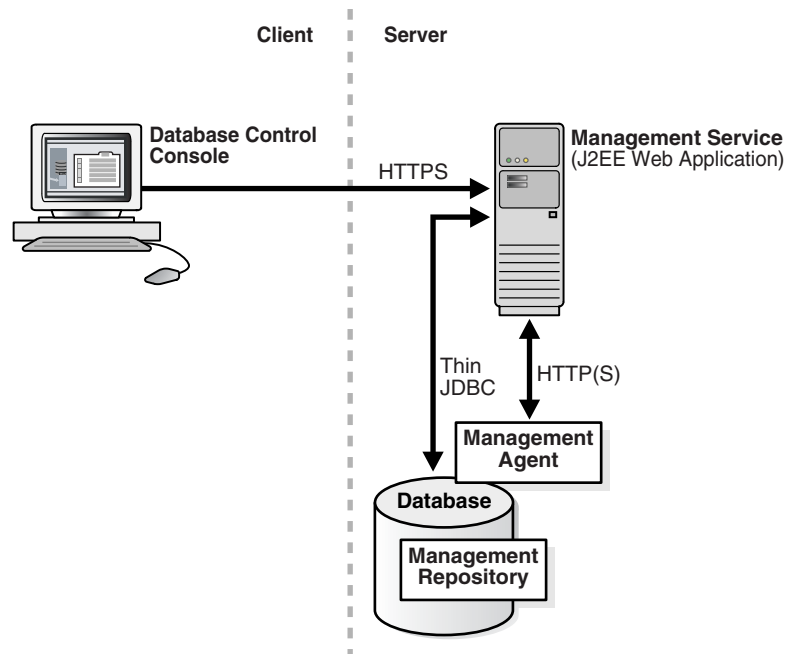 Client
Server
Database Control
Console
Management Service
(J2EE Web Application)
HTTPS
Thin
JDBC
HTTP(S)
Management
Agent
Database
Management
Repository